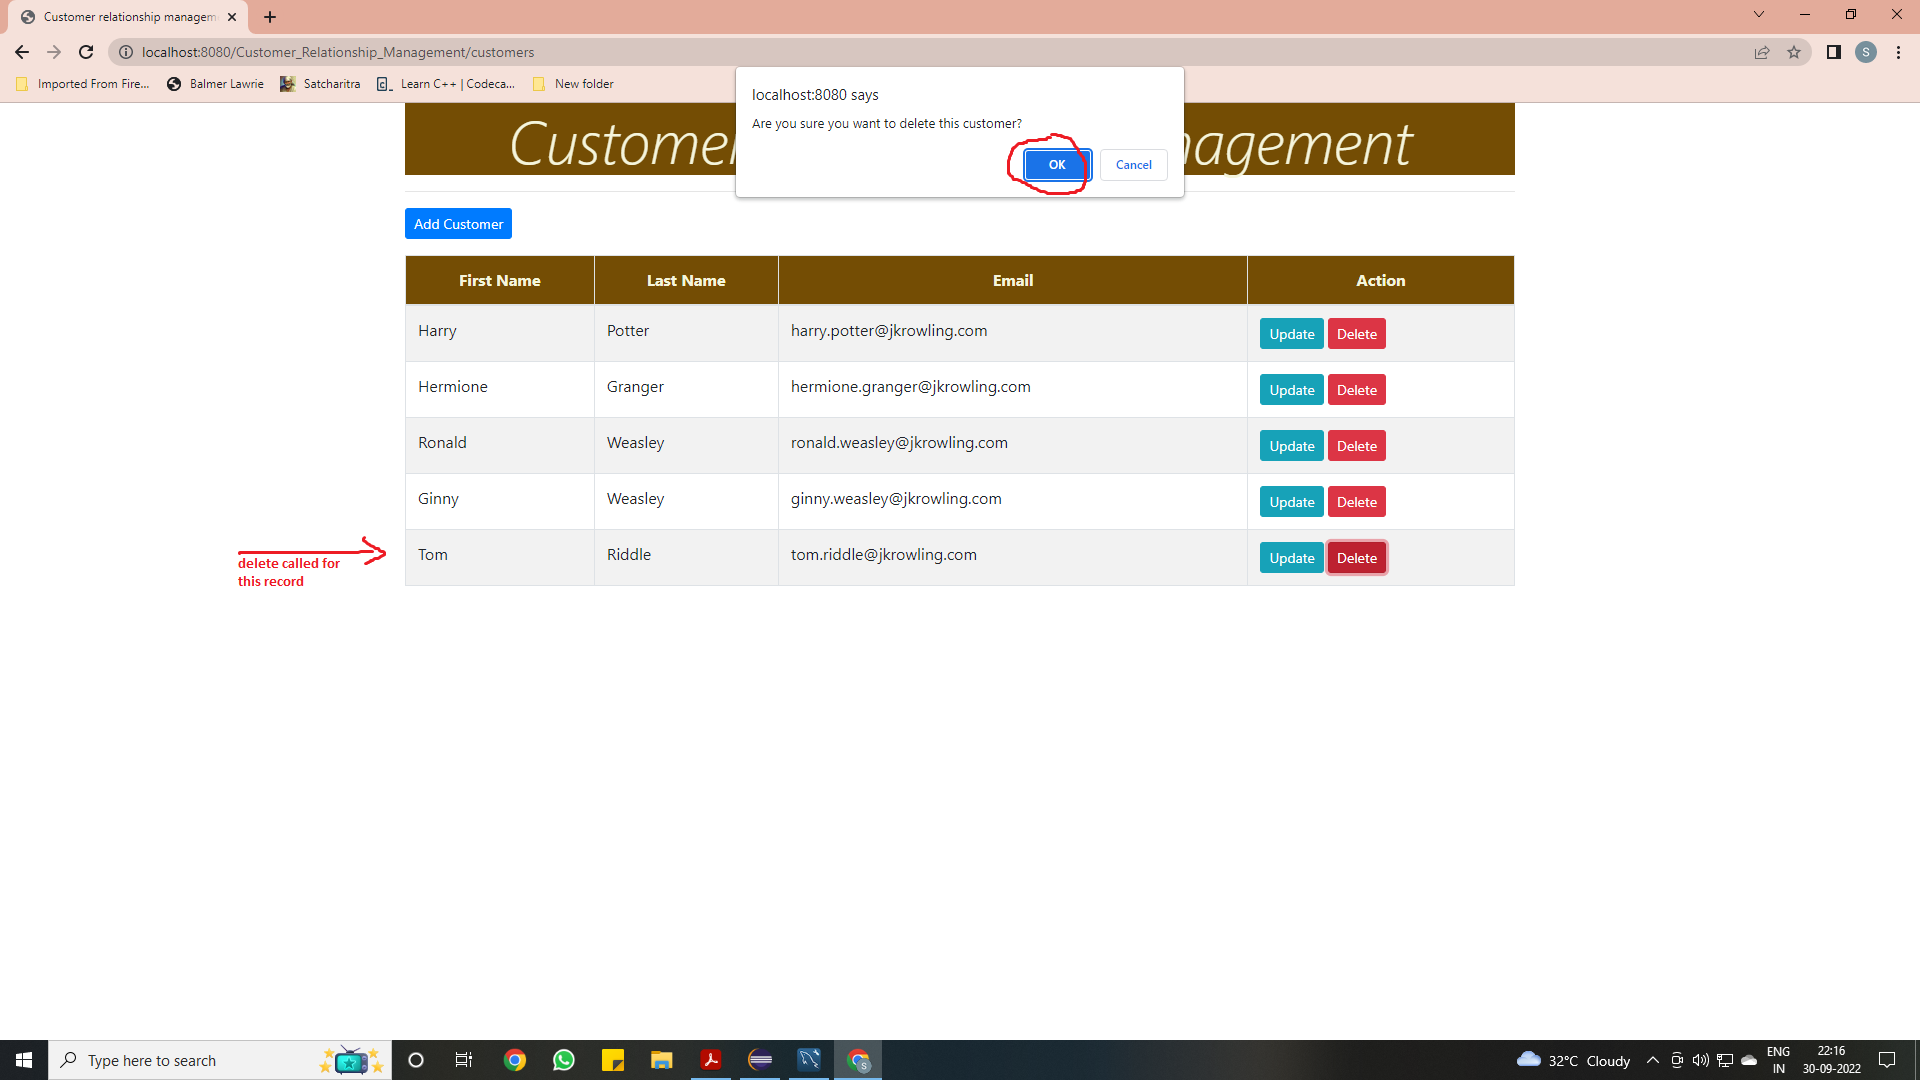 Customer relationship managem
localhost:8080/Customer_Relationship_Management/customers
S
Imported From Fire...
Balmer Lawrie
Satcharitra
Learn C++ | Codeca...
New folder
localhost:8080 says
Are you sure you want to delete this customer?
OK
Cancel
Customer
nagement
Add Customer
First Name Last Name Email Action
Harry Potter harry.potter@jkrowling.com Update Delete
Hermione Granger hermione.granger@jkrowling.com Update Delete
Ronald Weasley ronald.weasley@jkrowling.com Update Delete
Ginny Weasley ginny.weasley@jkrowling.com Update Delete
Tom Riddle tom.riddle@jkrowling.com Update Delete
delete called for
this record
Type here to search
S
32°C Cloudy
ENG
IN
22:16
30-09-2022